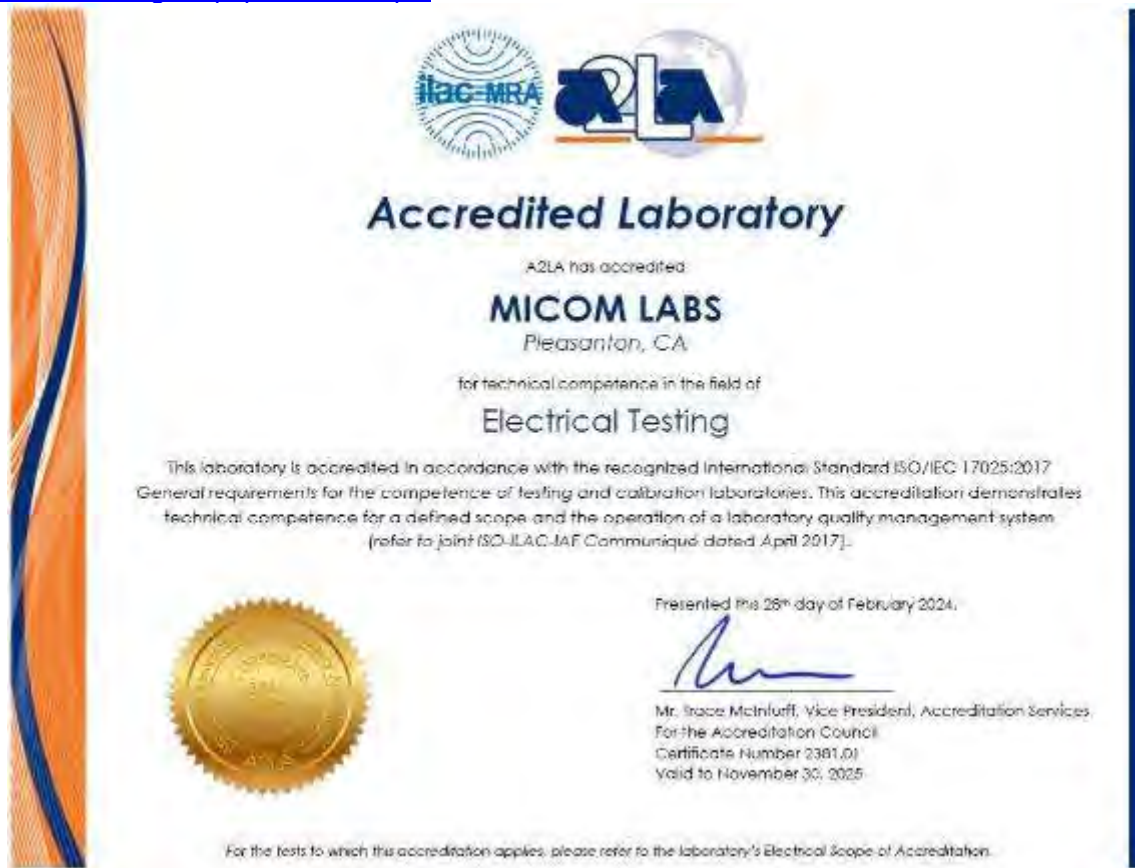 ilac-MRA
a2La
Accredited Laboratory
A2LA has accredited
MICOM LABS
Pleasanton, CA
for technical competence in the field of
Electrical Testing
This laboratory is accredited in accordance with the recognized International Standard ISO/IEC 17025:2017
General requirements for the competence of testing and calibration laboratories. This accreditation demonstrates
technical competence for a defined scope and the operation of a laboratory quality management system
(refer to joint ISO-ILAC-IAF Communiqué dated April 2017).
Presented this 28th day of February 2024.
Mr. Trace McInturff, Vice President, Accreditation Services
For the Accreditation Council
Certificate Number 2381.01
Valid to November 30, 2025
A2LA
For the tests to which this accreditation applies, please refer to the laboratory's Electrical Scope of Accreditation.